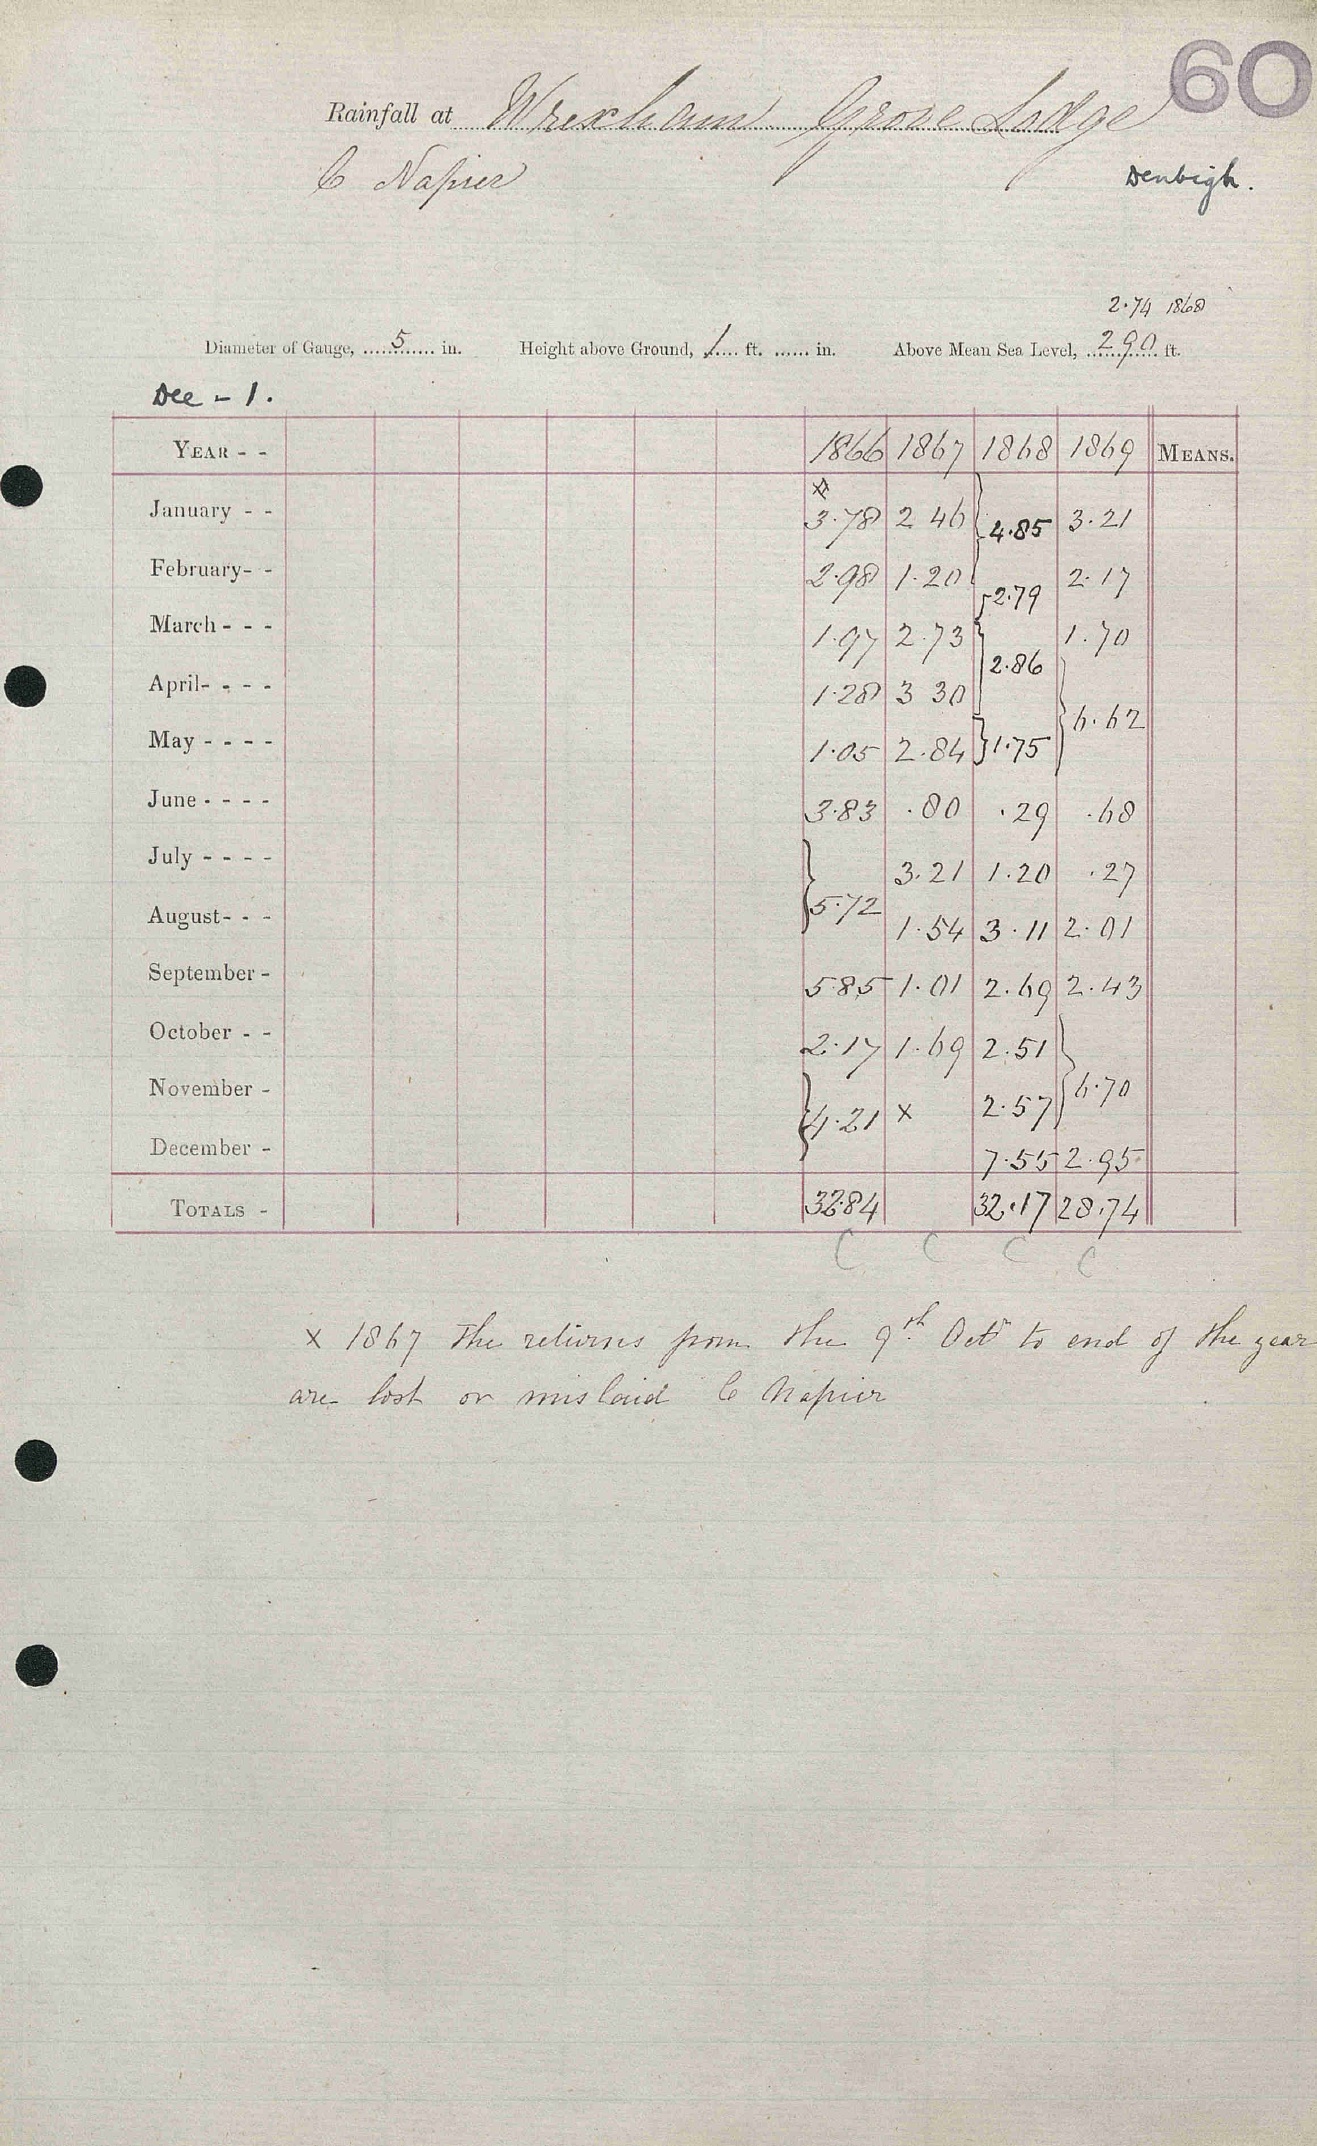 60
Rainfall at Wrexham Grove Lodge
C Napier Denbigh.
2.74 1868
Diameter of Gauge, ....5.... in. Height above Ground, 1 ft. ...... in. Above Mean Sea Level, 290 ft.
Dee - 1.
YEAR - - 1866 1867 1868 1869 MEANS.
January - - 3.78 2 46 4.85 3.21
February- - 2.98 1.20 2.79 2.17
March - - - 1.97 2.73 2.86 1.70
April- - - - 1.28 3 30 6.62
May - - - - 1.05 2.84 1.75
June - - - - 3.83 .80 .29 .68
July - - - - 5.72 3.21 1.20 .27
August- - - 1.54 3.11 2.01
September - 5.85 1.01 2.69 2.43
October - - 2.17 1.69 2.51 6.70
November - 4.21 x 2.57
December - 7.55 2.95
TOTALS - 32.84 32.17 28.74
C C C C
x 1867 The returns from the 9th Octr to end of the year
are lost or mislaid C Napier